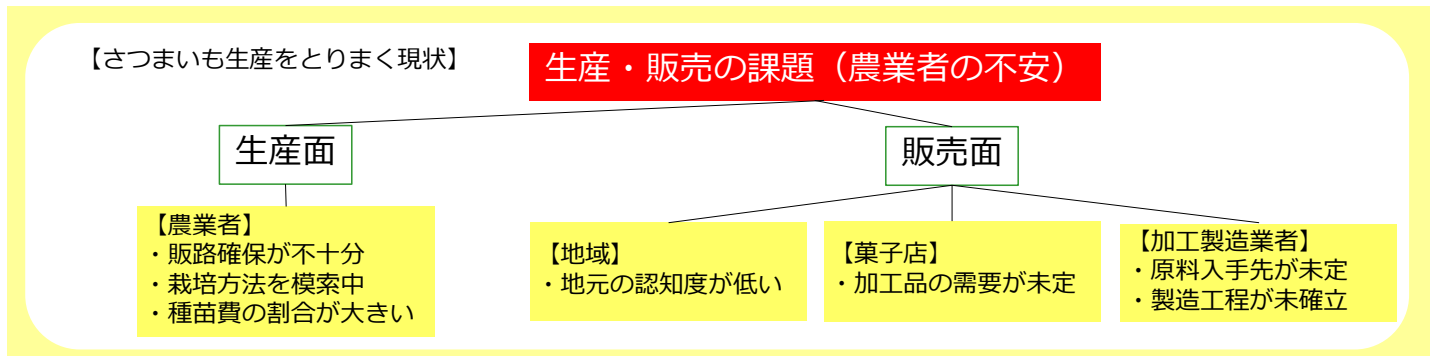 【さつまいも生産をとりまく現状】
生産・販売の課題（農業者の不安）
生産面
販売面
【農業者】
・販路確保が不十分
・栽培方法を模索中
・種苗費の割合が大きい
【地域】
・地元の認知度が低い
【菓子店】
・加工品の需要が未定
【加工製造業者】
・原料入手先が未定
・製造工程が未確立